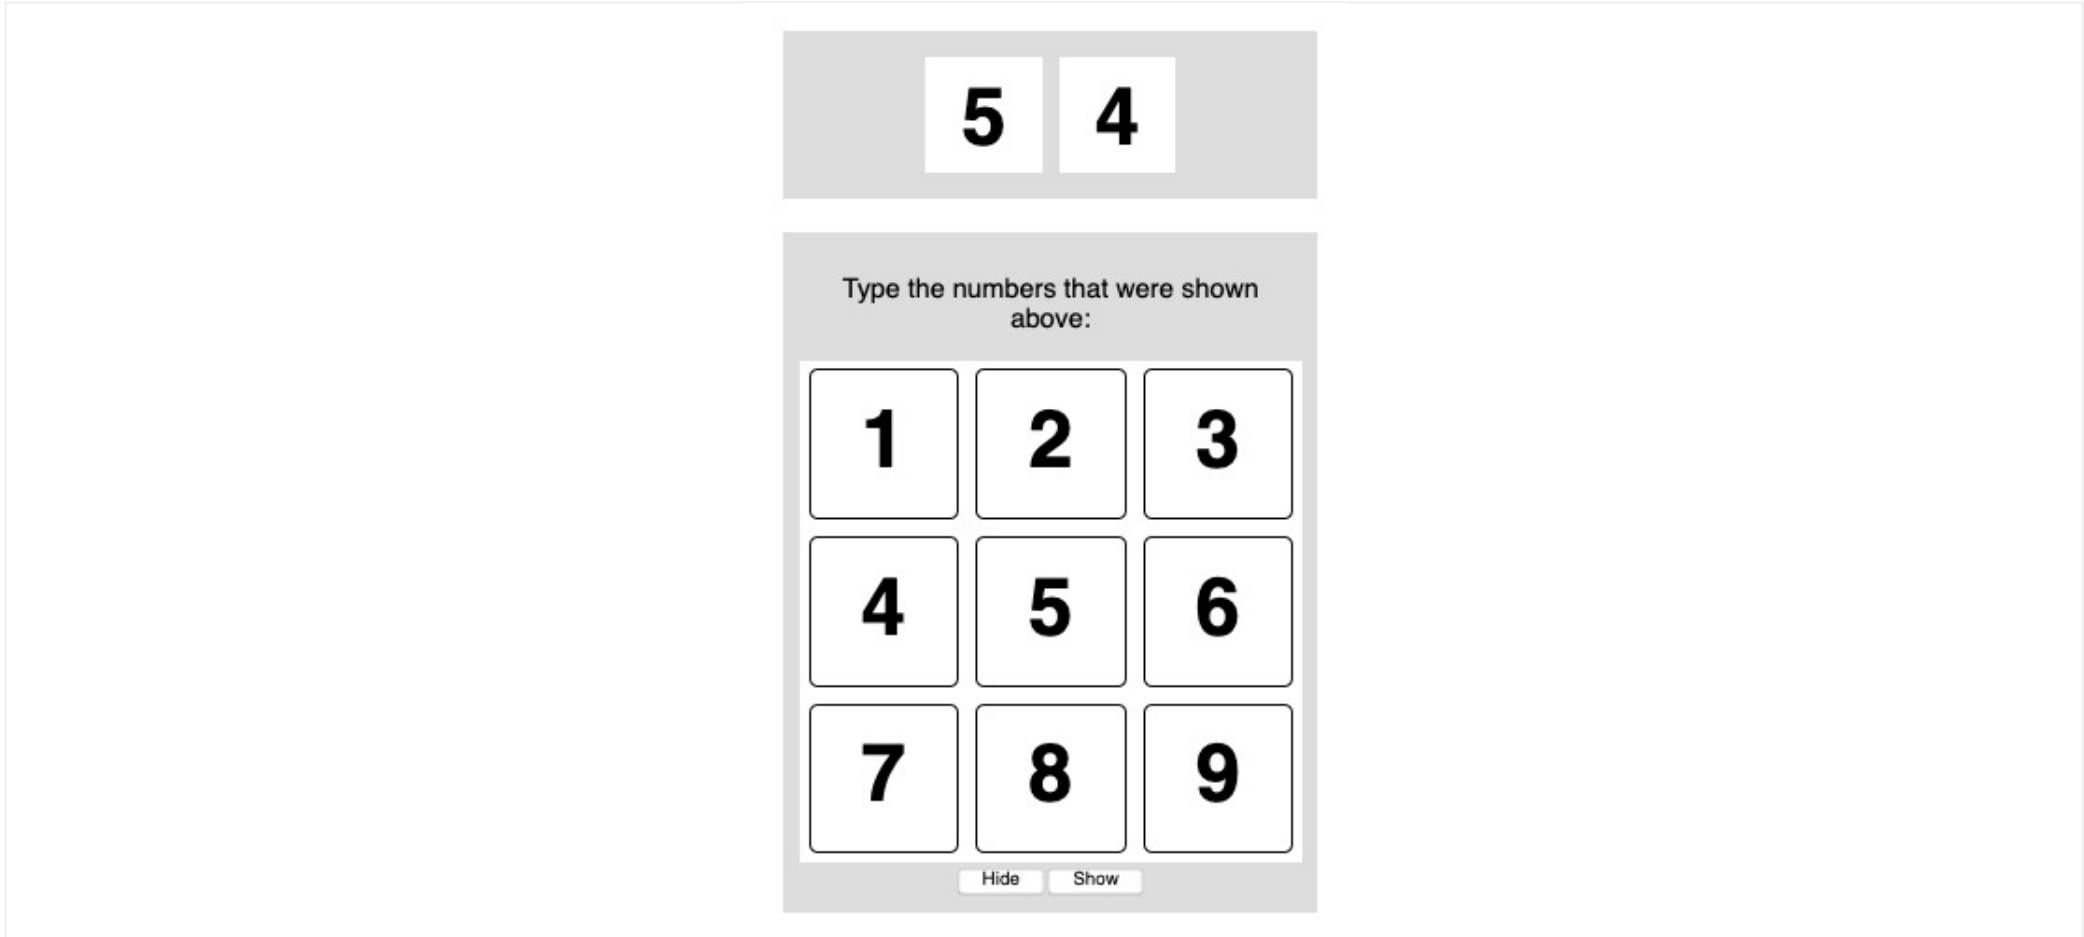 5 4
Type the numbers that were shown
above:
1 2 3
4 5 6
7 8 9
Hide Show